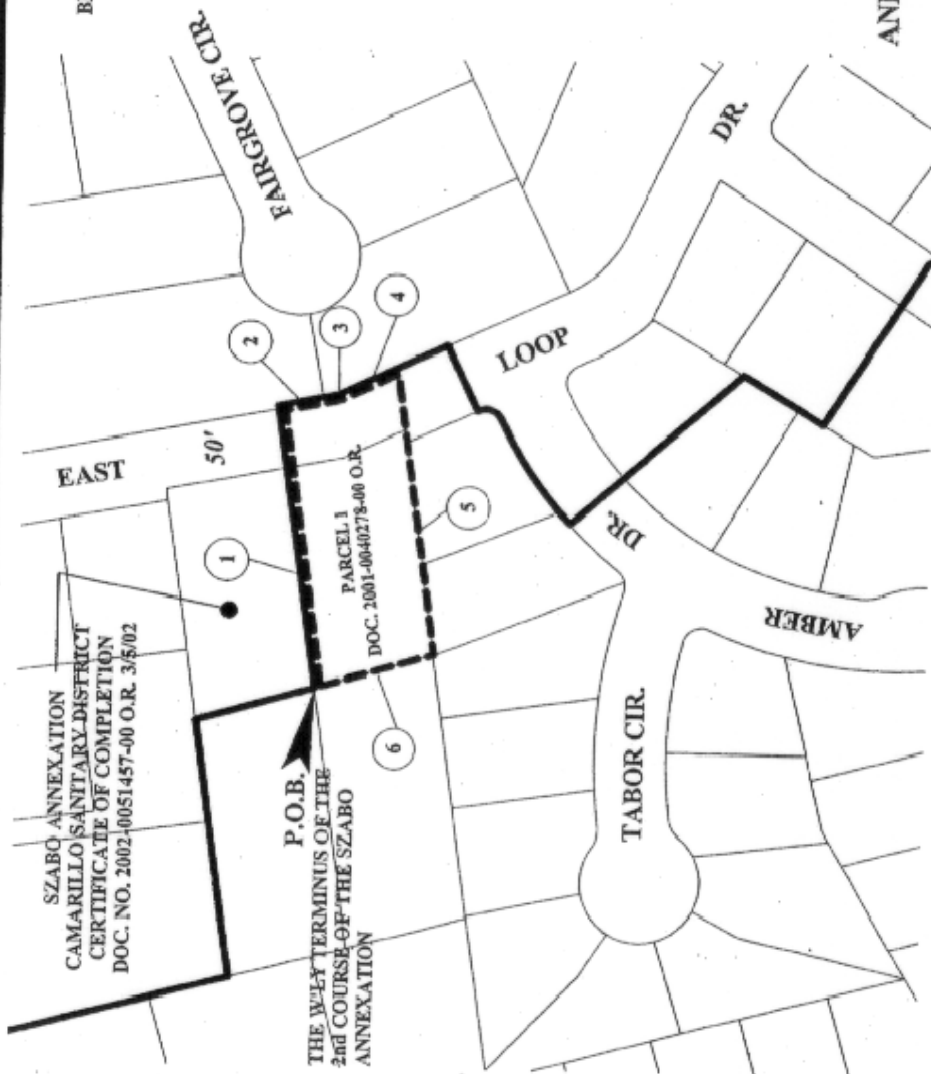 SZABO ANNEXATION
CAMARILLO SANITARY DISTRICT
CERTIFICATE OF COMPLETION
DOC. NO. 2002-0051457-00 O.R. 3/5/02
P.O.B.
THE W'LY TERMINUS OF THE
2nd COURSE OF THE SZABO
ANNEXATION
EAST
50'
FAIRGROVE CIR.
1
2
3
4
5
6
PARCEL 1
DOC. 2001-0040278-00 O.R.
LOOP
DR.
DR.
AMBER
TABOR CIR.